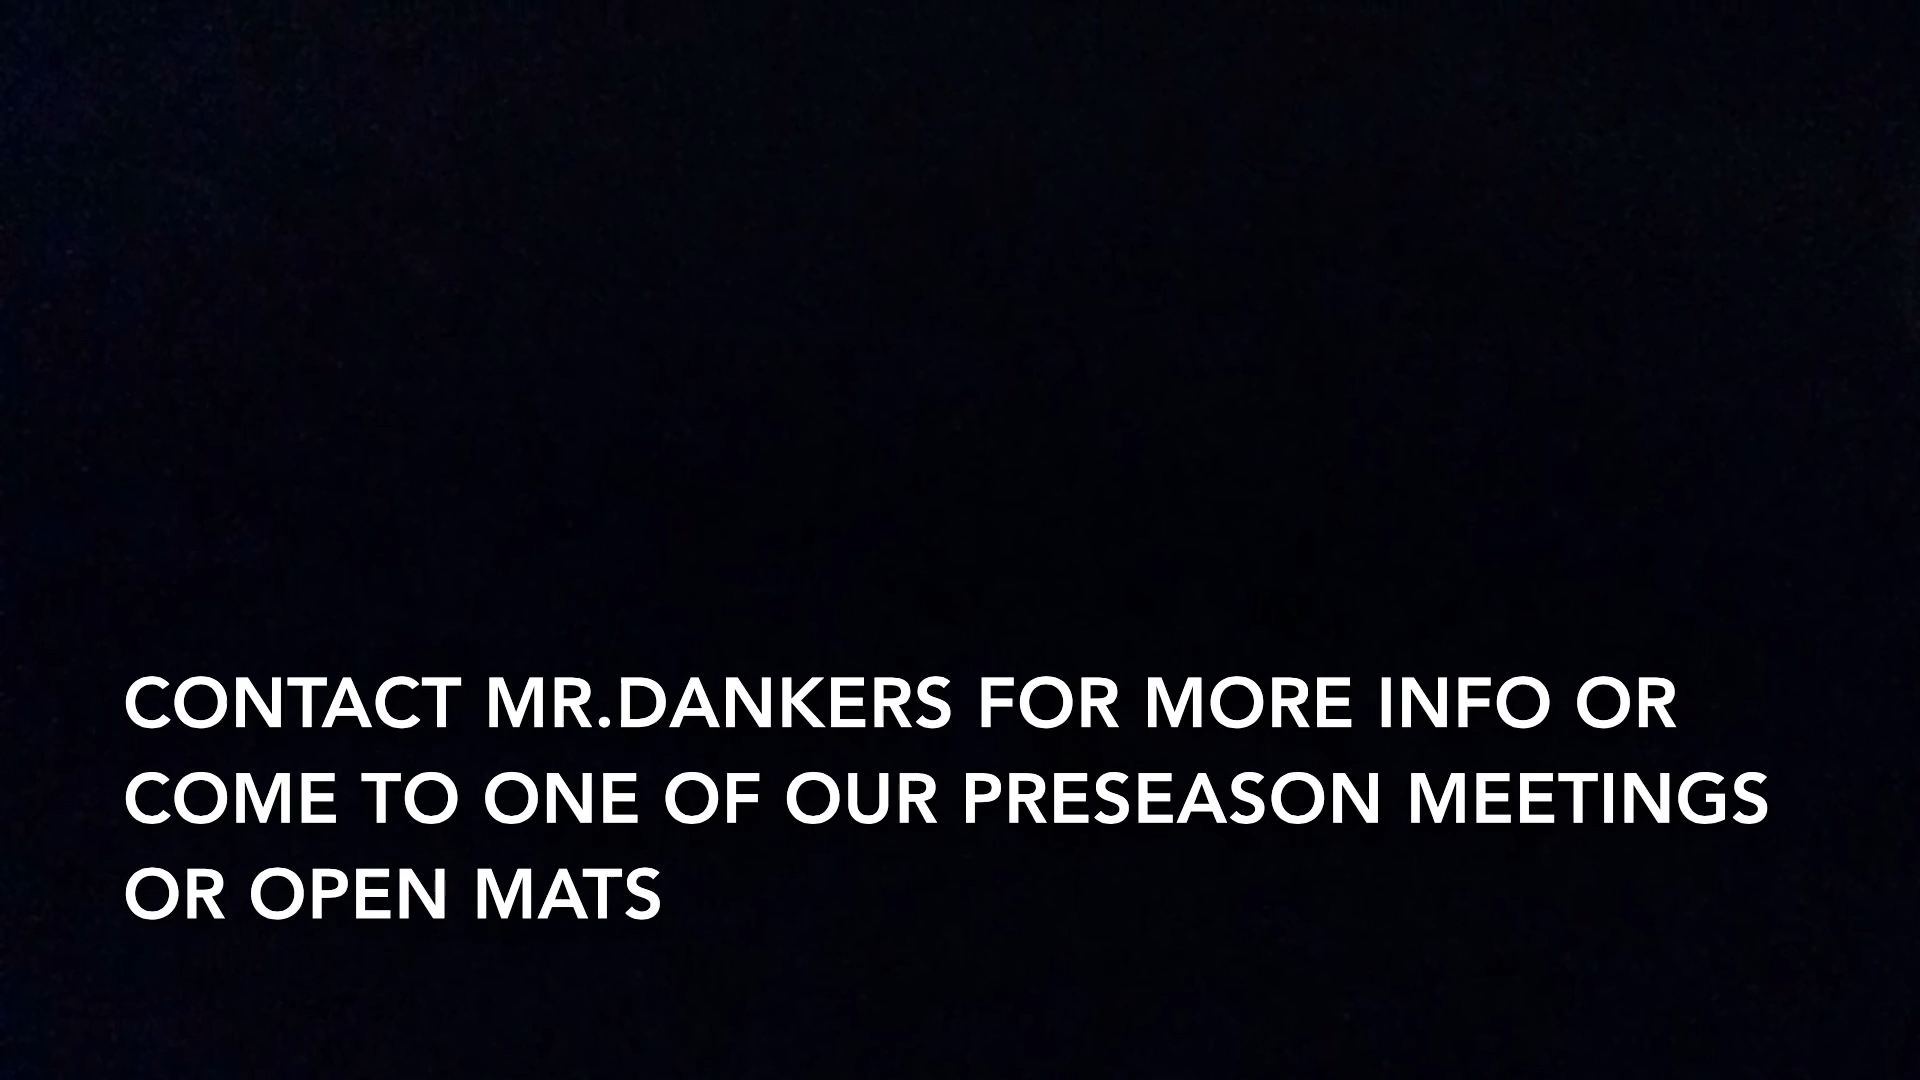 CONTACT MR.DANKERS FOR MORE INFO OR
COME TO ONE OF OUR PRESEASON MEETINGS
OR OPEN MATS